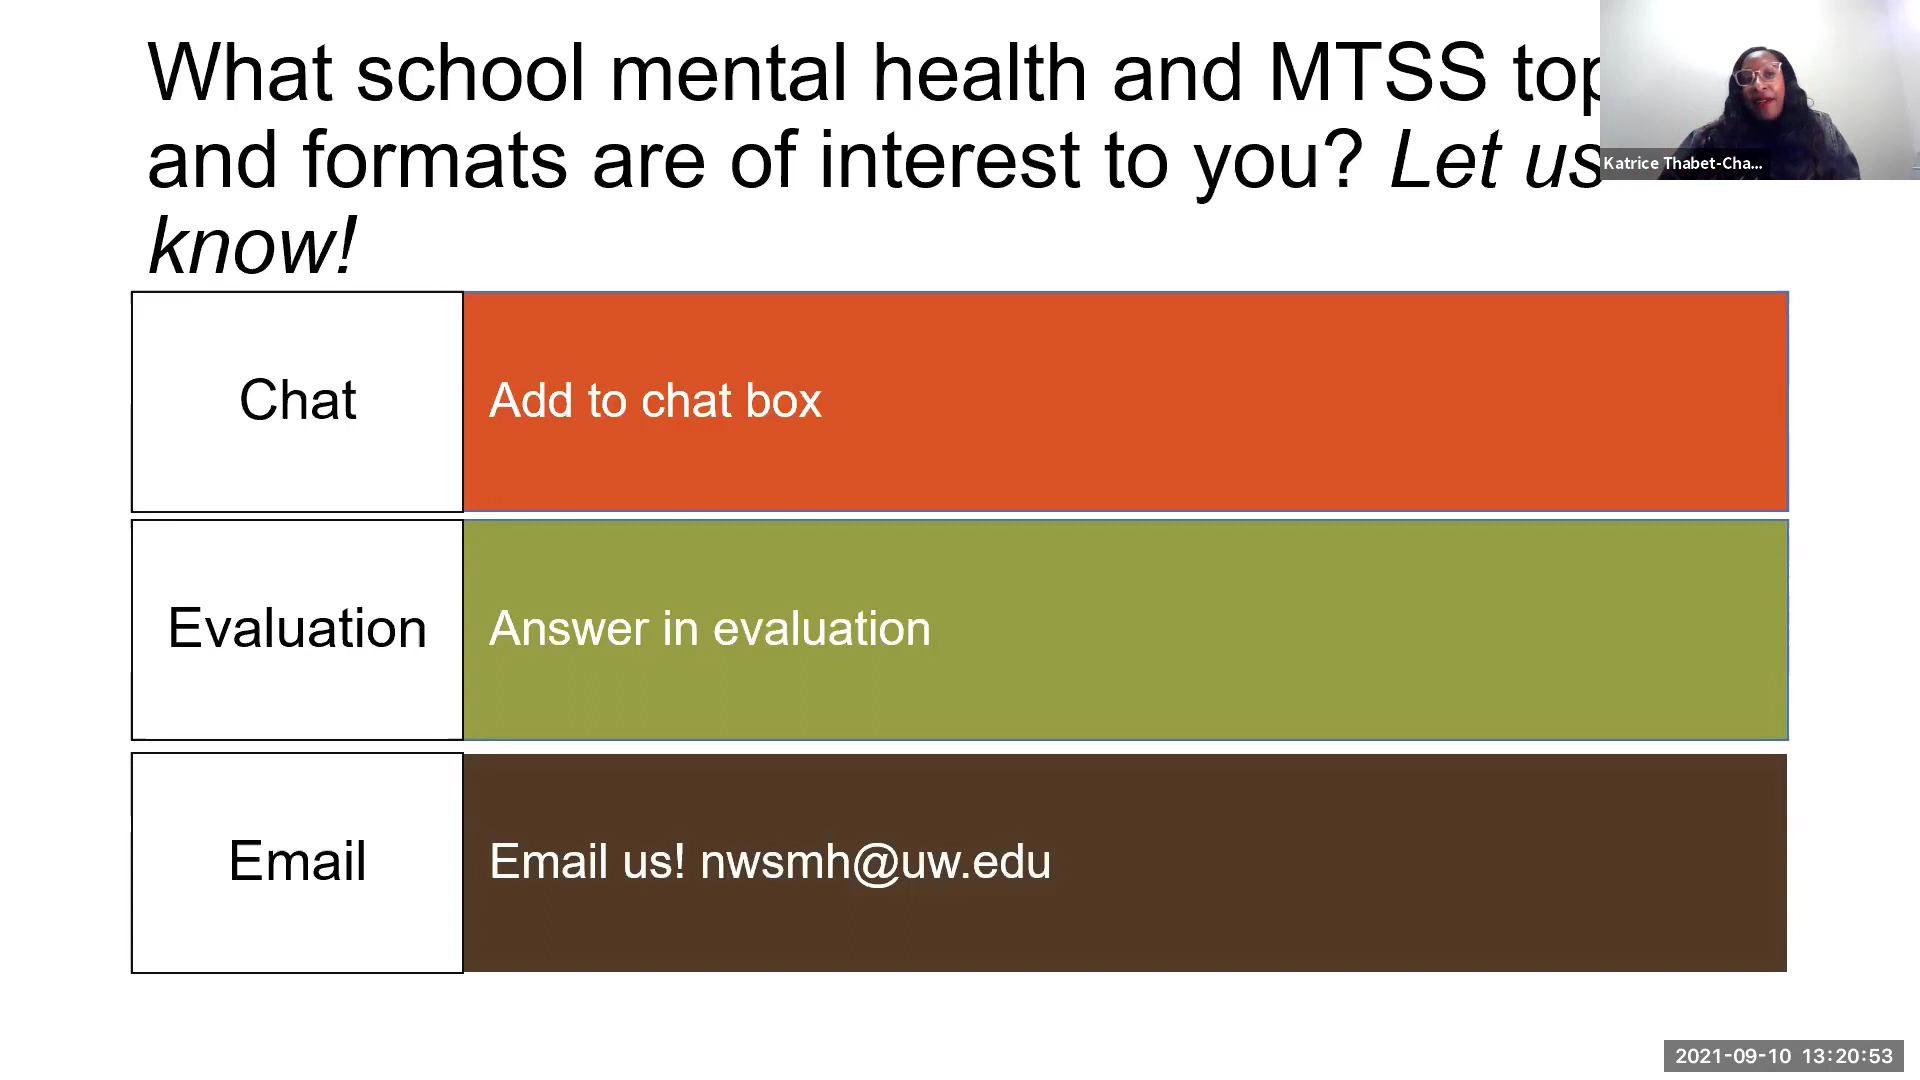 What school mental health and MTSS
and formats are of interest to you? Let us
know!
Katrice Thabet-Cha...
Chat
Add to chat box
Evaluation
Answer in evaluation
Email
Email us! nwsmh@uw.edu
2021-09-10 13:20:53